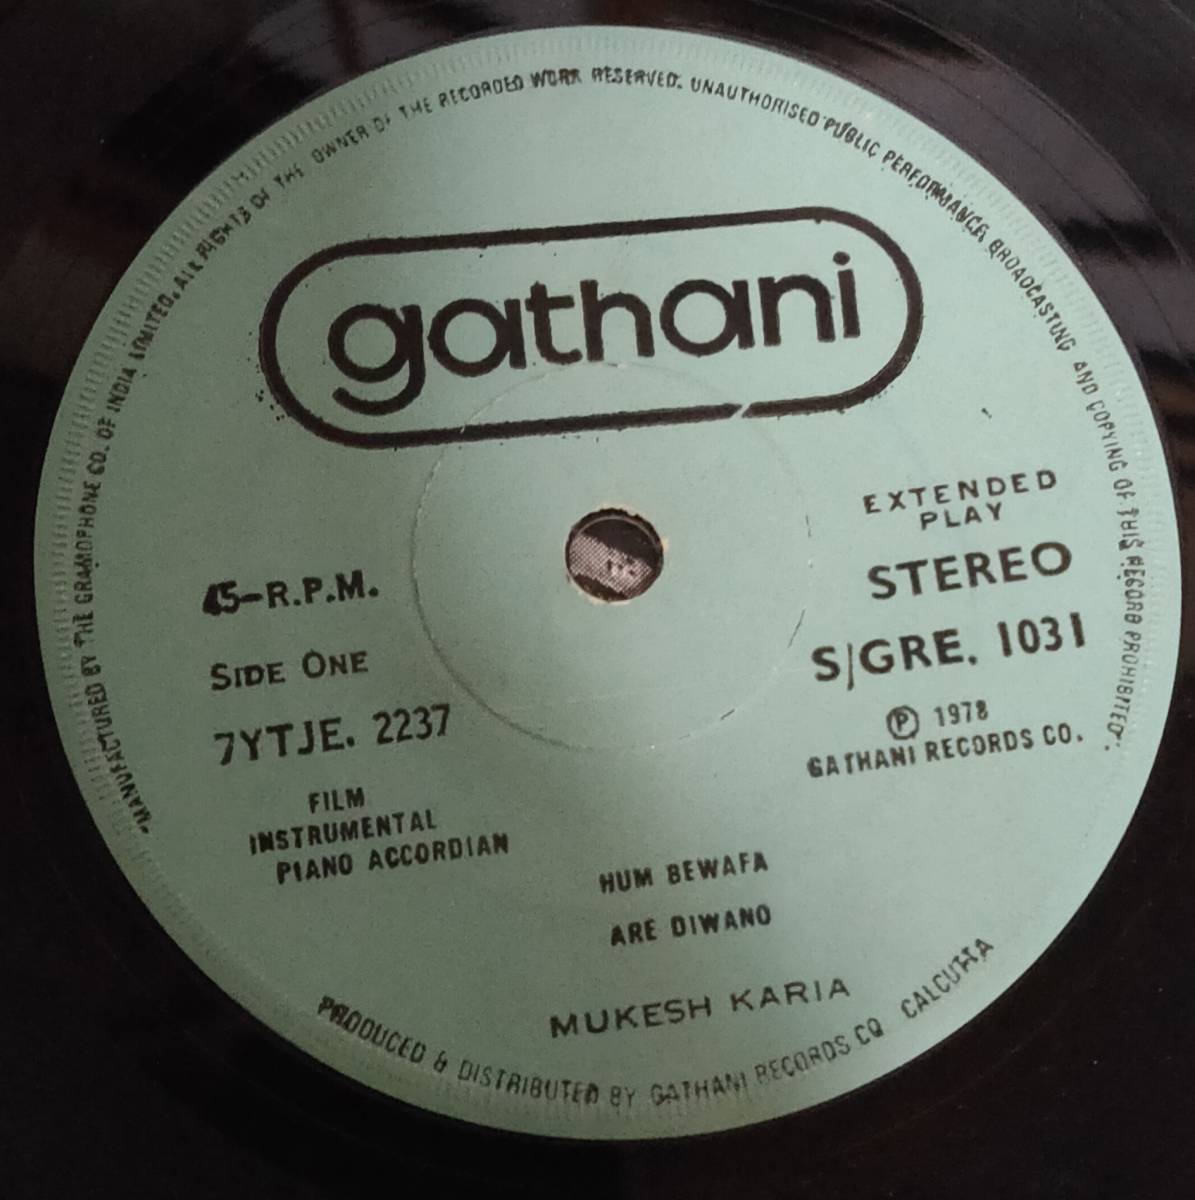 "MANUFACTURED BY THE GRAMOPHONE CO. OF INDIA LIMITED. ALL RIGHTS OF THE OWNER OF THE RECORDED WORK RESERVED. UNAUTHORISED PUBLIC PERFORMANCE, BROADCASTING AND COPYING OF THIS RECORD PROHIBITED".
gathani
EXTENDED
PLAY
STEREO
S/GRE. 1031
℗ 1978
GATHANI RECORDS CO.
45-R.P.M.
SIDE ONE
7YTJE. 2237
FILM
INSTRUMENTAL
PIANO ACCORDIAN
HUM BEWAFA
ARE DIWANO
MUKESH KARIA
PRODUCED & DISTRIBUTED BY GATHANI RECORDS CO CALCUTTA